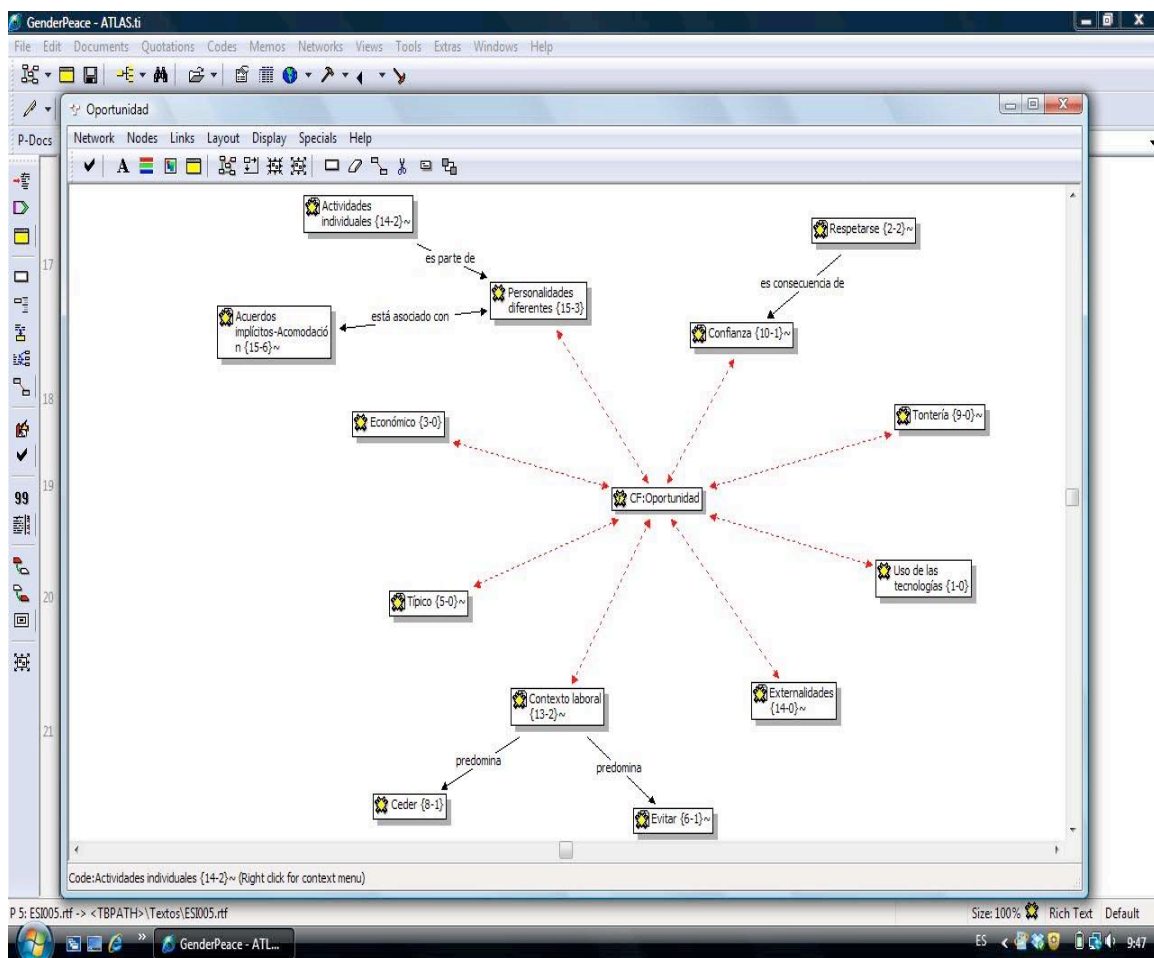 GenderPeace - ATLAS.ti
File Edit Documents Quotations Codes Memos Networks Views Tools Extras Windows Help
P-Docs
Oportunidad
Network Nodes Links Layout Display Specials Help
A
Actividades
individuales {14-2}~
Respetarse {2-2}~
es parte de
es consecuencia de
Personalidades
diferentes {15-3}
Acuerdos
implícitos-Acomodació
n {15-6}~
está asociado con
Confianza {10-1}~
Económico {3-0}
Tontería {9-0}~
CF:Oportunidad
Uso de las
tecnologías {1-0}
Típico {5-0}~
Contexto laboral
{13-2}~
Externalidades
{14-0}~
predomina
predomina
Ceder {8-1}
Evitar {6-1}~
17
18
19
20
21
99
Code:Actividades individuales {14-2}~ (Right click for context menu)
P 5: ESI005.rtf -> <TBPATH>\Textos\ESI005.rtf
Size: 100% Rich Text Default
GenderPeace - ATL...
ES
9:47